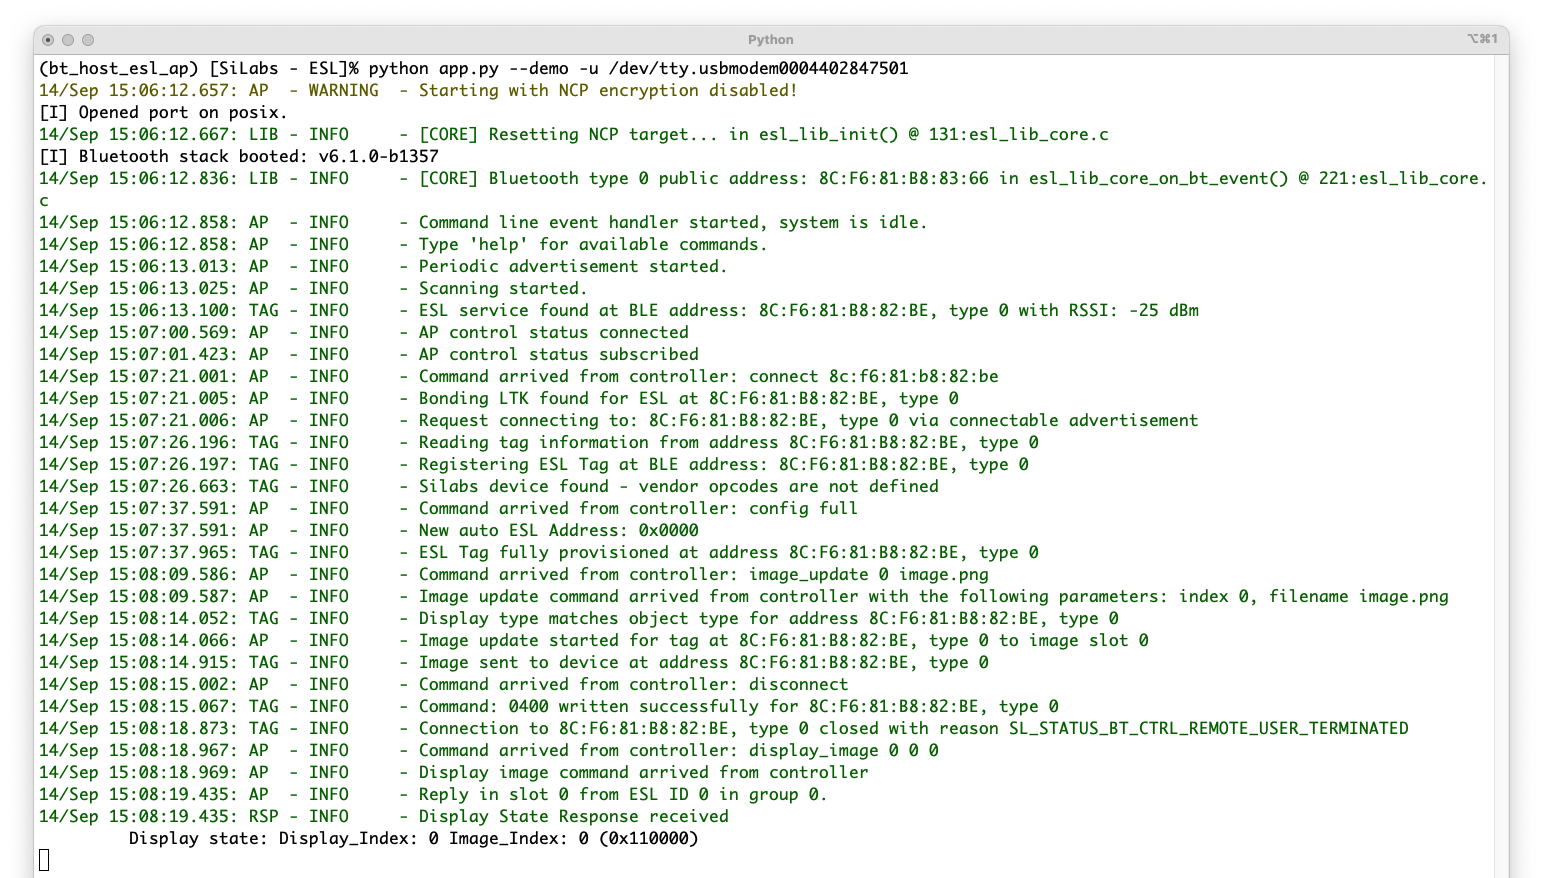 Python
⌥⌘1
(bt_host_esl_ap) [SiLabs - ESL]% python app.py --demo -u /dev/tty.usbmodem0004402847501
14/Sep 15:06:12.657: AP  - WARNING  - Starting with NCP encryption disabled!
[I] Opened port on posix.
14/Sep 15:06:12.667: LIB - INFO     - [CORE] Resetting NCP target... in esl_lib_init() @ 131:esl_lib_core.c
[I] Bluetooth stack booted: v6.1.0-b1357
14/Sep 15:06:12.836: LIB - INFO     - [CORE] Bluetooth type 0 public address: 8C:F6:81:B8:83:66 in esl_lib_core_on_bt_event() @ 221:esl_lib_core.
c
14/Sep 15:06:12.858: AP  - INFO     - Command line event handler started, system is idle.
14/Sep 15:06:12.858: AP  - INFO     - Type 'help' for available commands.
14/Sep 15:06:13.013: AP  - INFO     - Periodic advertisement started.
14/Sep 15:06:13.025: AP  - INFO     - Scanning started.
14/Sep 15:06:13.100: TAG - INFO     - ESL service found at BLE address: 8C:F6:81:B8:82:BE, type 0 with RSSI: -25 dBm
14/Sep 15:07:00.569: AP  - INFO     - AP control status connected
14/Sep 15:07:01.423: AP  - INFO     - AP control status subscribed
14/Sep 15:07:21.001: AP  - INFO     - Command arrived from controller: connect 8c:f6:81:b8:82:be
14/Sep 15:07:21.005: AP  - INFO     - Bonding LTK found for ESL at 8C:F6:81:B8:82:BE, type 0
14/Sep 15:07:21.006: AP  - INFO     - Request connecting to: 8C:F6:81:B8:82:BE, type 0 via connectable advertisement
14/Sep 15:07:26.196: TAG - INFO     - Reading tag information from address 8C:F6:81:B8:82:BE, type 0
14/Sep 15:07:26.197: TAG - INFO     - Registering ESL Tag at BLE address: 8C:F6:81:B8:82:BE, type 0
14/Sep 15:07:26.663: TAG - INFO     - Silabs device found - vendor opcodes are not defined
14/Sep 15:07:37.591: AP  - INFO     - Command arrived from controller: config full
14/Sep 15:07:37.591: AP  - INFO     - New auto ESL Address: 0x0000
14/Sep 15:07:37.965: TAG - INFO     - ESL Tag fully provisioned at address 8C:F6:81:B8:82:BE, type 0
14/Sep 15:08:09.586: AP  - INFO     - Command arrived from controller: image_update 0 image.png
14/Sep 15:08:09.587: AP  - INFO     - Image update command arrived from controller with the following parameters: index 0, filename image.png
14/Sep 15:08:14.052: TAG - INFO     - Display type matches object type for address 8C:F6:81:B8:82:BE, type 0
14/Sep 15:08:14.066: AP  - INFO     - Image update started for tag at 8C:F6:81:B8:82:BE, type 0 to image slot 0
14/Sep 15:08:14.915: TAG - INFO     - Image sent to device at address 8C:F6:81:B8:82:BE, type 0
14/Sep 15:08:15.002: AP  - INFO     - Command arrived from controller: disconnect
14/Sep 15:08:15.067: TAG - INFO     - Command: 0400 written successfully for 8C:F6:81:B8:82:BE, type 0
14/Sep 15:08:18.873: TAG - INFO     - Connection to 8C:F6:81:B8:82:BE, type 0 closed with reason SL_STATUS_BT_CTRL_REMOTE_USER_TERMINATED
14/Sep 15:08:18.967: AP  - INFO     - Command arrived from controller: display_image 0 0 0
14/Sep 15:08:18.969: AP  - INFO     - Display image command arrived from controller
14/Sep 15:08:19.435: AP  - INFO     - Reply in slot 0 from ESL ID 0 in group 0.
14/Sep 15:08:19.435: RSP - INFO     - Display State Response received
         Display state: Display_Index: 0 Image_Index: 0 (0x110000)